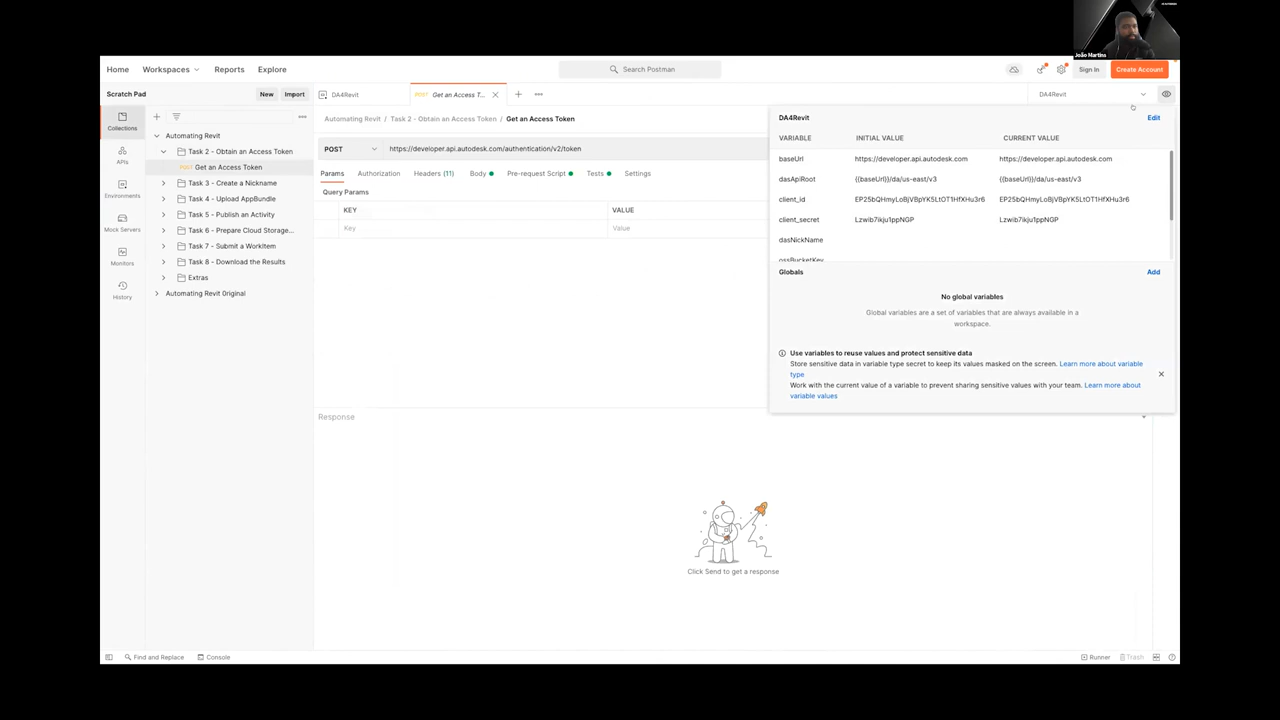 João Martins
Home Workspaces Reports Explore
Search Postman
Sign In Create Account
Scratch Pad New Import
DA4Revit POST Get an Access T...
DA4Revit
Collections
APIs
Environments
Mock Servers
Monitors
History
Automating Revit
Task 2 - Obtain an Access Token
POST Get an Access Token
Task 3 - Create a Nickname
Task 4 - Upload AppBundle
Task 5 - Publish an Activity
Task 6 - Prepare Cloud Storage...
Task 7 - Submit a WorkItem
Task 8 - Download the Results
Extras
Automating Revit Original
Automating Revit / Task 2 - Obtain an Access Token / Get an Access Token
POST https://developer.api.autodesk.com/authentication/v2/token
Params Authorization Headers (11) Body Pre-request Script Tests Settings
Query Params
KEY VALUE
Key Value
DA4Revit Edit
VARIABLE INITIAL VALUE CURRENT VALUE
baseUrl https://developer.api.autodesk.com https://developer.api.autodesk.com
dasApiRoot {{baseUrl}}/da/us-east/v3 {{baseUrl}}/da/us-east/v3
client_id EP25bQHmyLoBjVBpYK5LtOT1HfXHu3r6 EP25bQHmyLoBjVBpYK5LtOT1HfXHu3r6
client_secret Lzwib7ikju1ppNGP Lzwib7ikju1ppNGP
dasNickName
ossBucketKey
Globals Add
No global variables
Global variables are a set of variables that are always available in a
workspace.
Use variables to reuse values and protect sensitive data
Store sensitive data in variable type secret to keep its values masked on the screen. Learn more about variable
type
Work with the current value of a variable to prevent sharing sensitive values with your team. Learn more about
variable values
Response
Click Send to get a response
Find and Replace Console
Runner Trash